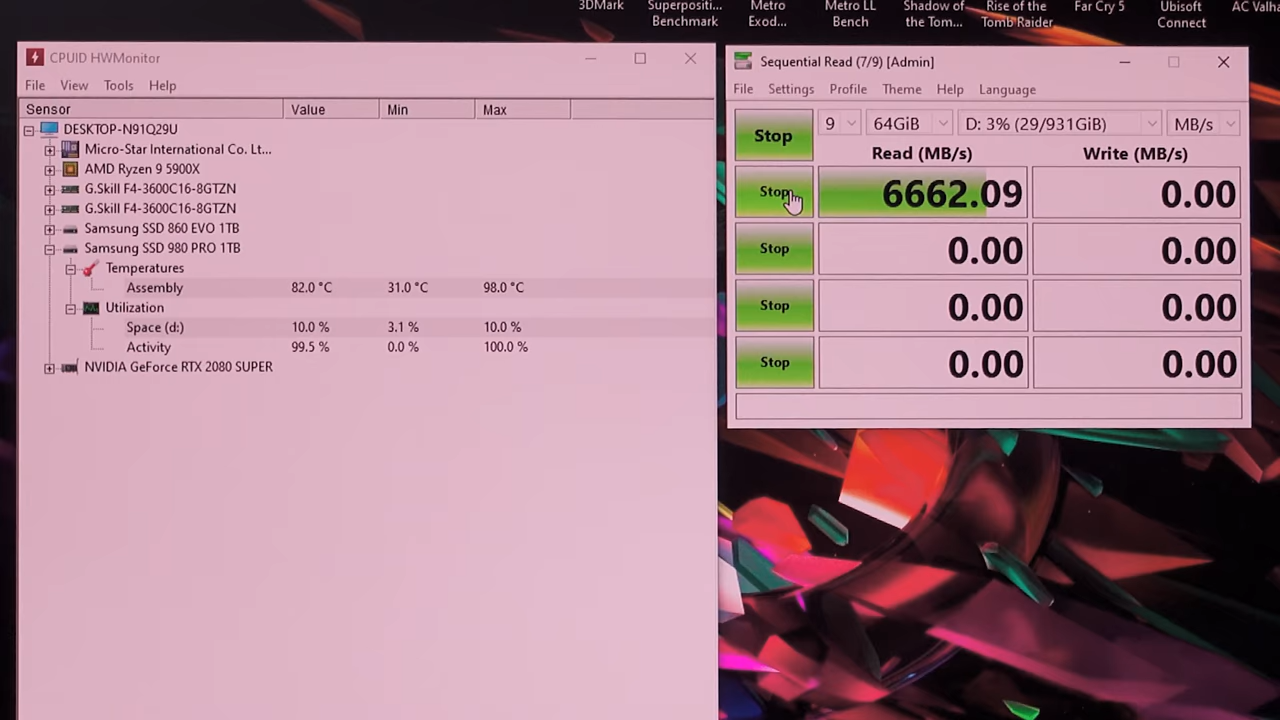 3DMark
Superpositi...
Benchmark
Metro
Exod...
Metro LL
Bench
Shadow of
the Tom...
Rise of the
Tomb Raider
Far Cry 5
Ubisoft
Connect
AC Valha
CPUID HWMonitor
File View Tools Help
Sensor Value Min Max
DESKTOP-N91Q29U
Micro-Star International Co. Lt...
AMD Ryzen 9 5900X
G.Skill F4-3600C16-8GTZN
G.Skill F4-3600C16-8GTZN
Samsung SSD 860 EVO 1TB
Samsung SSD 980 PRO 1TB
Temperatures
Assembly 82.0 °C 31.0 °C 98.0 °C
Utilization
Space (d:) 10.0 % 3.1 % 10.0 %
Activity 99.5 % 0.0 % 100.0 %
NVIDIA GeForce RTX 2080 SUPER
Sequential Read (7/9) [Admin]
File Settings Profile Theme Help Language
Stop 9 64GiB D: 3% (29/931GiB) MB/s
Read (MB/s) Write (MB/s)
Stop 6662.09 0.00
Stop 0.00 0.00
Stop 0.00 0.00
Stop 0.00 0.00